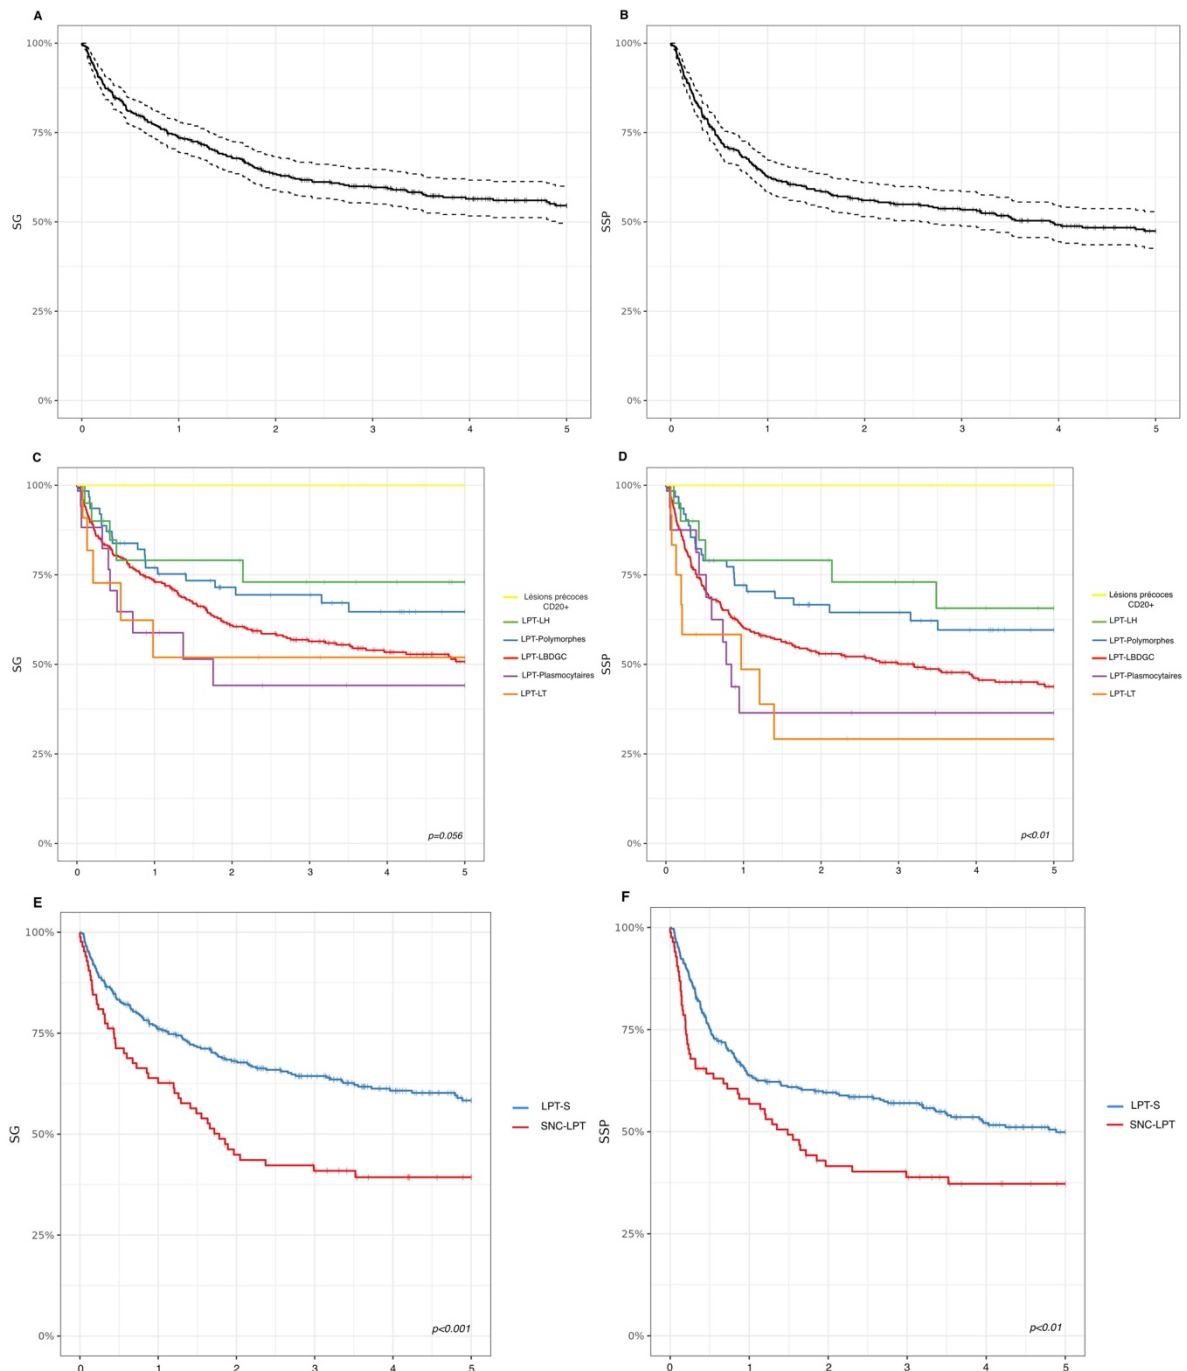 A
100%
75%
SG
50%
25%
0%
0 1 2 3 4 5
B
100%
75%
SSP
50%
25%
0%
0 1 2 3 4 5
C
100%
75%
SG
50%
25%
0%
0 1 2 3 4 5
p=0.056
Lésions précoces
CD20+
LPT-LH
LPT-Polymorphes
LPT-LBDGC
LPT-Plasmocytaires
LPT-LT
D
100%
75%
SSP
50%
25%
0%
0 1 2 3 4 5
p<0.01
Lésions précoces
CD20+
LPT-LH
LPT-Polymorphes
LPT-LBDGC
LPT-Plasmocytaires
LPT-LT
E
100%
75%
SG
50%
25%
0%
0 1 2 3 4 5
p<0.001
LPT-S
SNC-LPT
F
100%
75%
SSP
50%
25%
0%
0 1 2 3 4 5
p<0.01
LPT-S
SNC-LPT